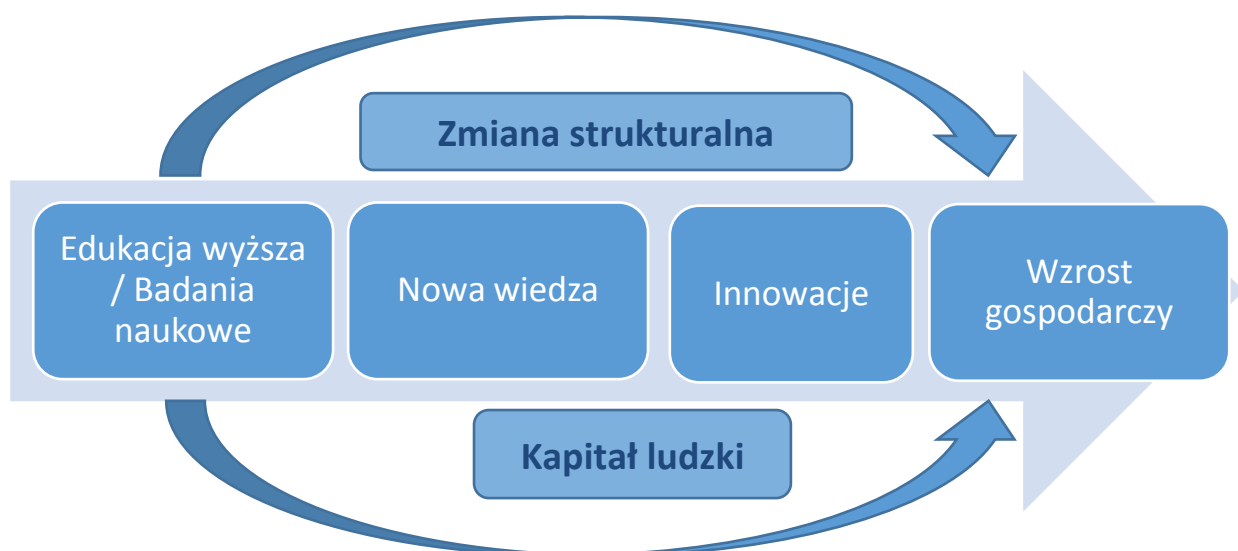 Zmiana strukturalna
Edukacja wyższa
/ Badania
naukowe
Nowa wiedza
Innowacje
Wzrost
gospodarczy
Kapitał ludzki